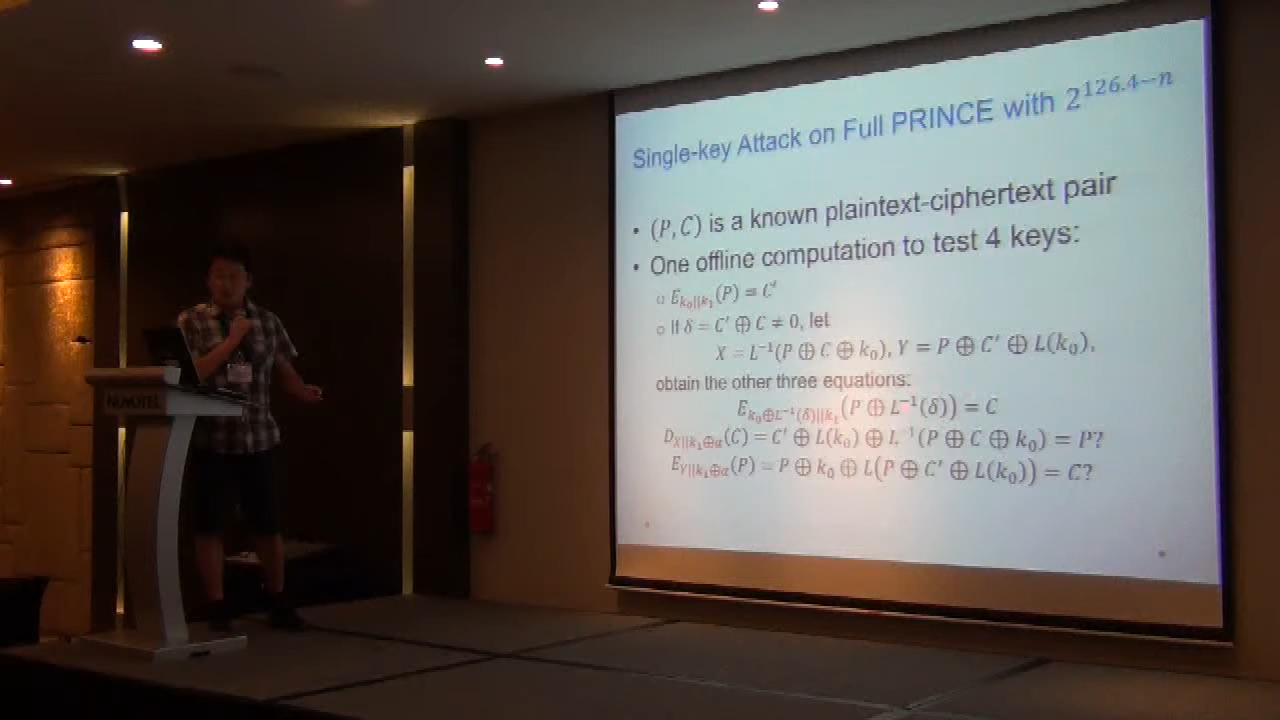 Single-key Attack on Full PRINCE with 2^{126.4−n}
• (P, C) is a known plaintext-ciphertext pair
• One offline computation to test 4 keys:
o E_{k_0||k_1}(P) = C′
o If δ = C′ ⊕ C ≠ 0, let
X = L^{−1}(P ⊕ C ⊕ k_0), Y = P ⊕ C′ ⊕ L(k_0),
obtain the other three equations:
E_{k_0⊕L^{−1}(δ)||k_1}(P ⊕ L^{−1}(δ)) = C
D_{X||k_1⊕α}(C) = C′ ⊕ L(k_0) ⊕ L^{−1}(P ⊕ C ⊕ k_0) = P?
E_{Y||k_1⊕α}(P) = P ⊕ k_0 ⊕ L(P ⊕ C′ ⊕ L(k_0)) = C?
NOVOTEL